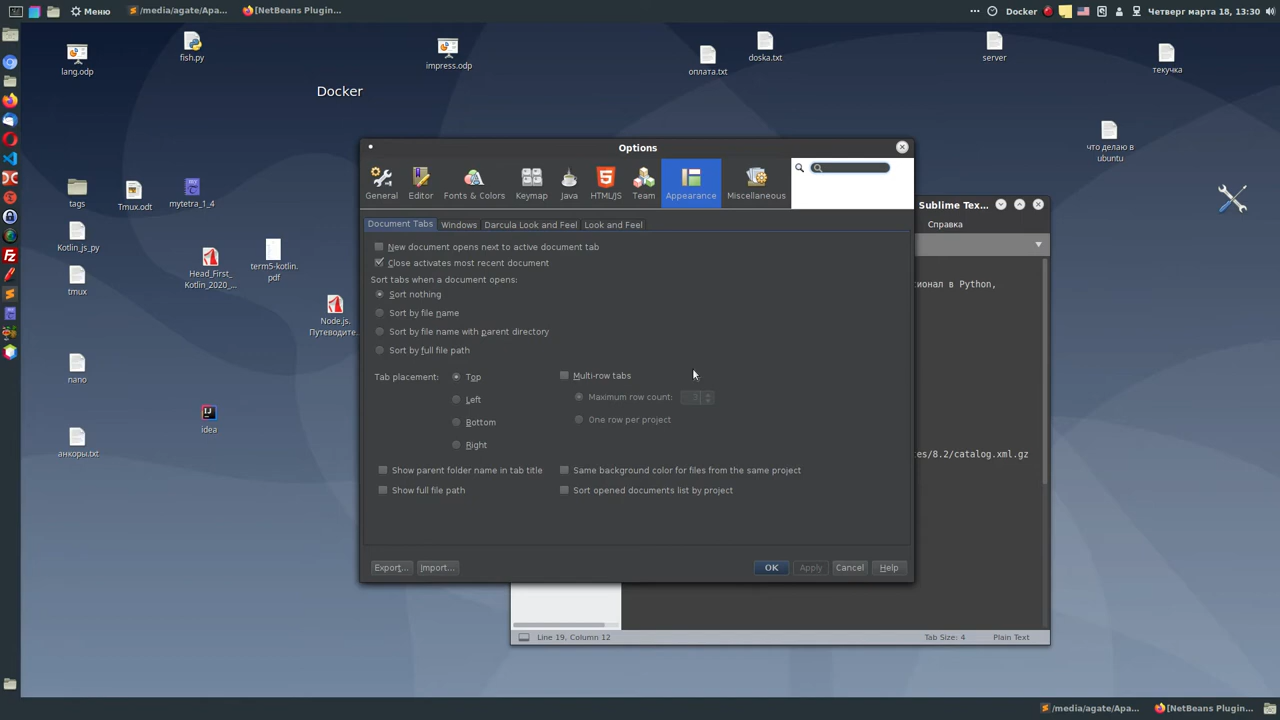 Меню
/media/agate/Apa...
[NetBeans Plugin...
Docker
Четверг марта 18, 13:30
lang.odp
fish.py
impress.odp
оплата.txt
doska.txt
server
текучка
Docker
что делаю в
ubuntu
tags
Tmux.odt
mytetra_1_4
Kotlin_js_py
Head_First_
Kotlin_2020_...
term5-kotlin.
pdf
tmux
Node.js.
Путеводите...
nano
idea
анкоры.txt
Options
General
Editor
Fonts & Colors
Keymap
Java
HTML/JS
Team
Appearance
Miscellaneous
Document Tabs
Windows
Darcula Look and Feel
Look and Feel
New document opens next to active document tab
Close activates most recent document
Sort tabs when a document opens:
Sort nothing
Sort by file name
Sort by file name with parent directory
Sort by full file path
Tab placement:
Top
Left
Bottom
Right
Multi-row tabs
Maximum row count:
3
One row per project
Show parent folder name in tab title
Same background color for files from the same project
Show full file path
Sort opened documents list by project
Export...
Import...
OK
Apply
Cancel
Help
Sublime Tex...
Справка
сионал в Python,
es/8.2/catalog.xml.gz
Line 19, Column 12
Tab Size: 4
Plain Text
/media/agate/Apa...
[NetBeans Plugin...